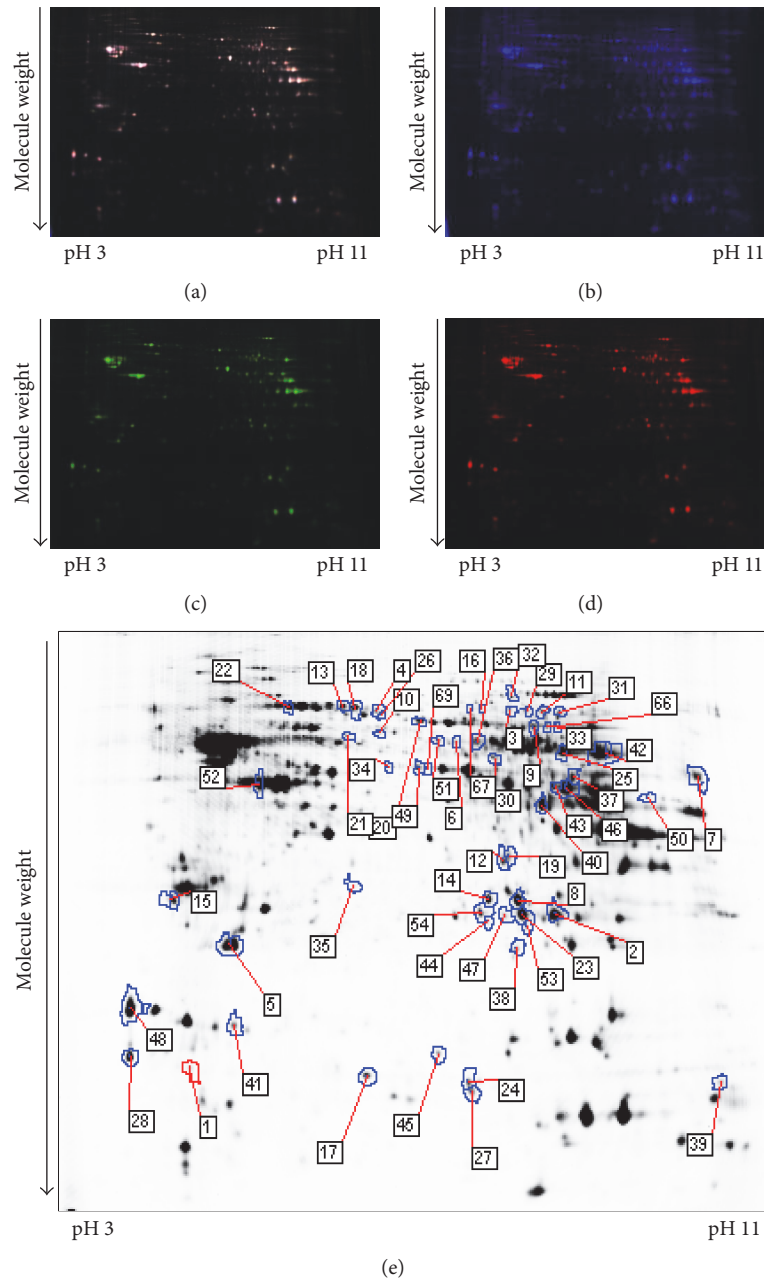 Molecule weight
Molecule weight
pH 3
pH 11
pH 3
pH 11
(a)
(b)
Molecule weight
Molecule weight
pH 3
pH 11
pH 3
pH 11
(c)
(d)
Molecule weight
22
13
18
4
26
16
36
32
29
11
31
10
69
66
3
33
42
52
34
9
25
51
67
30
37
21
20
49
6
43
46
50
7
40
12
19
14
8
15
35
54
44
47
23
2
5
38
53
48
41
28
1
17
45
24
27
39
pH 3
pH 11
(e)